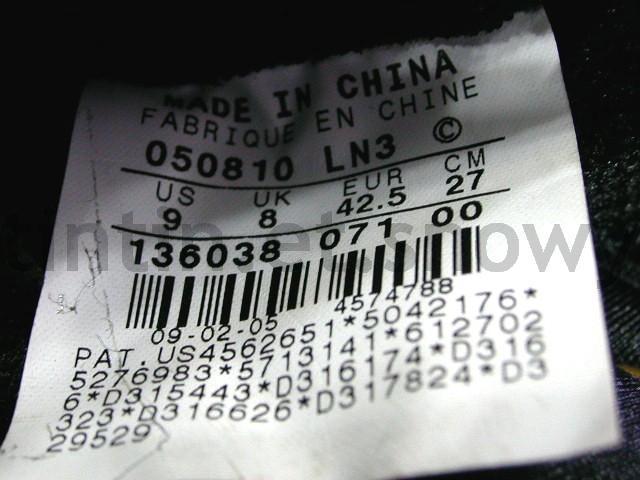 MADE IN CHINA
FABRIQUE EN CHINE
050810 LN3 ©
US UK EUR CM
9 8 42.5 27
136038 071 00
4574788
09-02-05
PAT. US4562651*5042176*
5276983*5713141*612702
6*D315443*D316174*D316
323*D316626*D317824*D3
29529